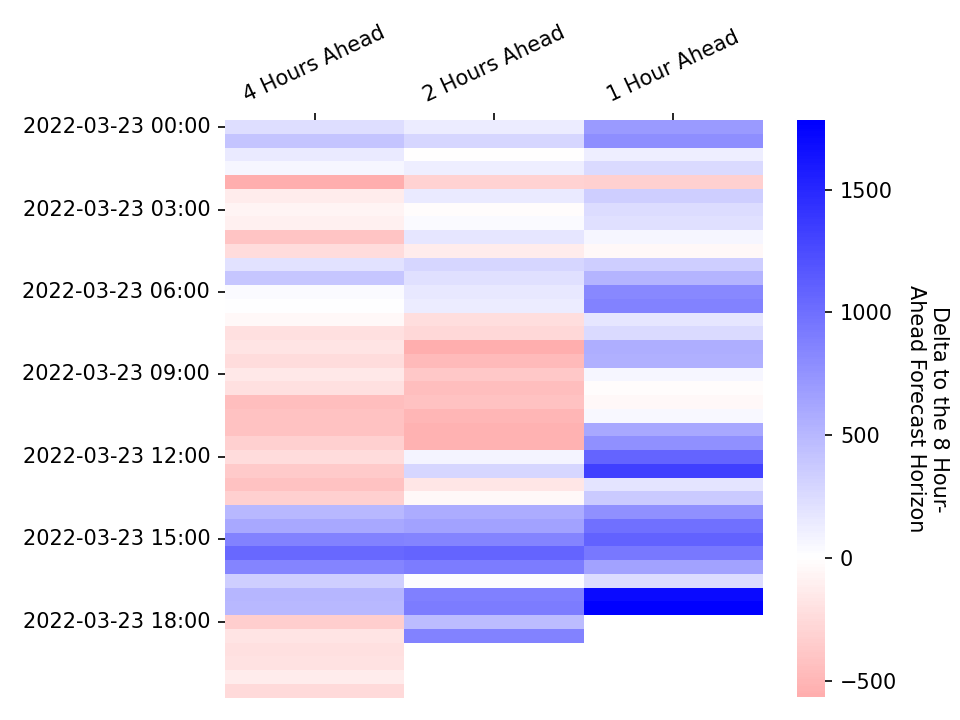 4 Hours Ahead
2 Hours Ahead
1 Hour Ahead
2022-03-23 00:00
2022-03-23 03:00
2022-03-23 06:00
2022-03-23 09:00
2022-03-23 12:00
2022-03-23 15:00
2022-03-23 18:00
1500
1000
500
0
−500
Delta to the 8 Hour-
Ahead Forecast Horizon